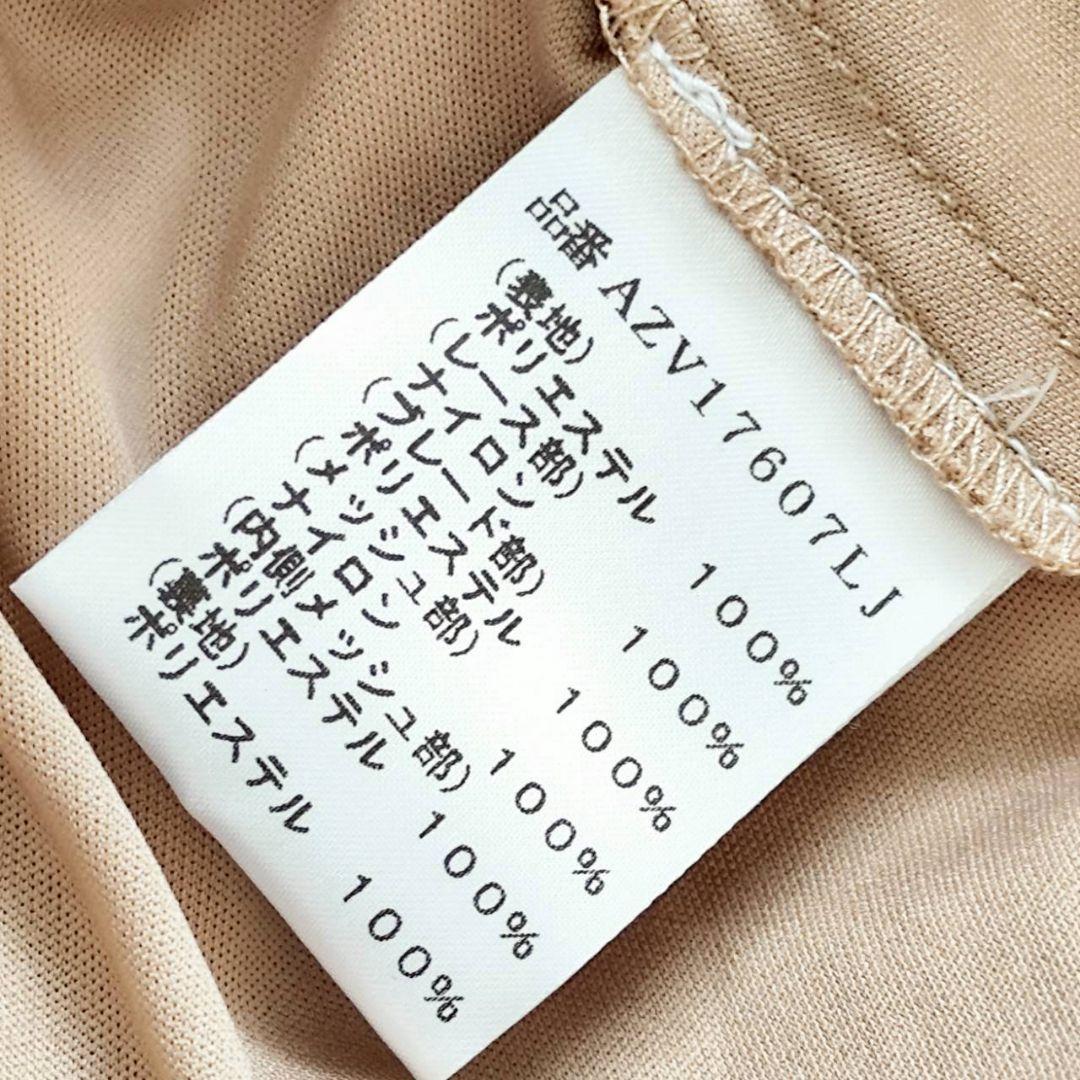 品番 AZV17607LJ
(表地)
ポリエステル 100%
(レース部)
ナイロン 100%
(ブレード部)
ポリエステル 100%
(メッシュ部)
ナイロン 100%
(内側メッシュ部)
ポリエステル 100%
(裏地)
ポリエステル 100%